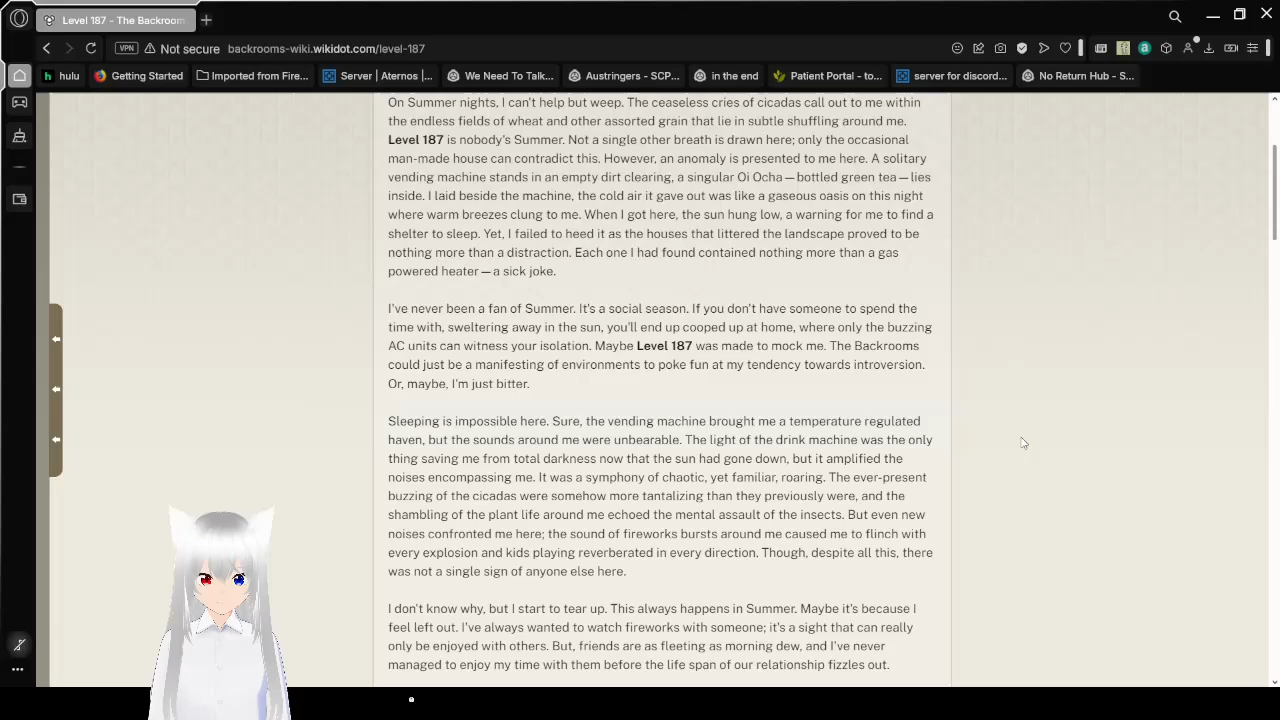 Level 187 - The Backroom
VPN
Not secure
backrooms-wiki.wikidot.com/level-187
hulu
Getting Started
Imported from Fire...
Server | Aternos |...
We Need To Talk...
Austringers - SCP...
in the end
Patient Portal - to...
server for discord...
No Return Hub - S...
On Summer nights, I can't help but weep. The ceaseless cries of cicadas call out to me within
the endless fields of wheat and other assorted grain that lie in subtle shuffling around me.
Level 187 is nobody's Summer. Not a single other breath is drawn here; only the occasional
man-made house can contradict this. However, an anomaly is presented to me here. A solitary
vending machine stands in an empty dirt clearing, a singular Oi Ocha—bottled green tea—lies
inside. I laid beside the machine, the cold air it gave out was like a gaseous oasis on this night
where warm breezes clung to me. When I got here, the sun hung low, a warning for me to find a
shelter to sleep. Yet, I failed to heed it as the houses that littered the landscape proved to be
nothing more than a distraction. Each one I had found contained nothing more than a gas
powered heater—a sick joke.
I've never been a fan of Summer. It's a social season. If you don't have someone to spend the
time with, sweltering away in the sun, you'll end up cooped up at home, where only the buzzing
AC units can witness your isolation. Maybe Level 187 was made to mock me. The Backrooms
could just be a manifesting of environments to poke fun at my tendency towards introversion.
Or, maybe, I'm just bitter.
Sleeping is impossible here. Sure, the vending machine brought me a temperature regulated
haven, but the sounds around me were unbearable. The light of the drink machine was the only
thing saving me from total darkness now that the sun had gone down, but it amplified the
noises encompassing me. It was a symphony of chaotic, yet familiar, roaring. The ever-present
buzzing of the cicadas were somehow more tantalizing than they previously were, and the
shambling of the plant life around me echoed the mental assault of the insects. But even new
noises confronted me here; the sound of fireworks bursts around me caused me to flinch with
every explosion and kids playing reverberated in every direction. Though, despite all this, there
was not a single sign of anyone else here.
I don't know why, but I start to tear up. This always happens in Summer. Maybe it's because I
feel left out. I've always wanted to watch fireworks with someone; it's a sight that can really
only be enjoyed with others. But, friends are as fleeting as morning dew, and I've never
managed to enjoy my time with them before the life span of our relationship fizzles out.